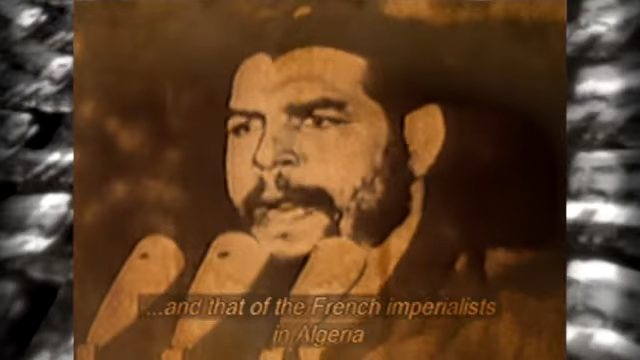 ...and that of the French imperialists
in Algeria